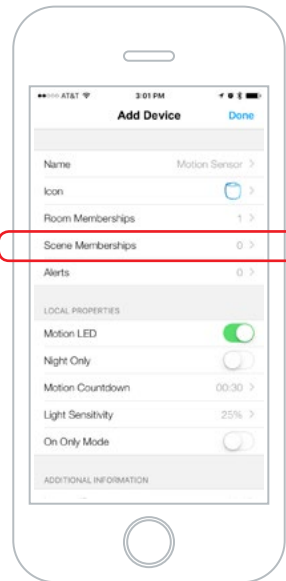 AT&T 3:01 PM
Add Device Done
Name Motion Sensor >
Icon >
Room Memberships 1 >
Scene Memberships 0 >
Alerts 0 >
LOCAL PROPERTIES
Motion LED
Night Only
Motion Countdown 00:30 >
Light Sensitivity 25% >
On Only Mode
ADDITIONAL INFORMATION